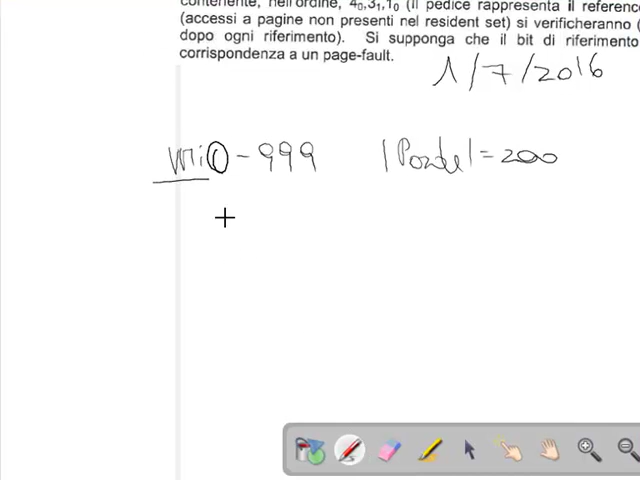 contenente, nell'ordine, 4₀,3₁,1₀ (Il pedice rappresenta il reference
(accessi a pagine non presenti nel resident set) si verificheranno (
dopo ogni riferimento). Si supponga che il bit di riferimento
corrispondenza a un page-fault.
1/7/2016
0-999 = 200